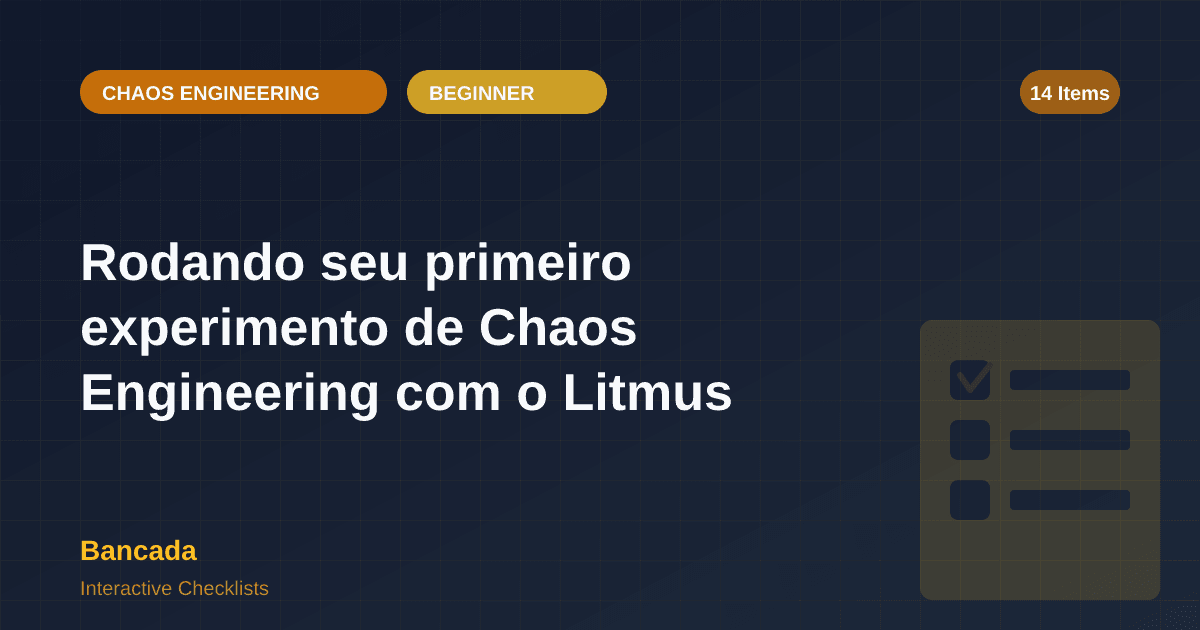 CHAOS ENGINEERING
BEGINNER
14 Items
Rodando seu primeiro
experimento de Chaos
Engineering com o Litmus
Bancada
Interactive Checklists